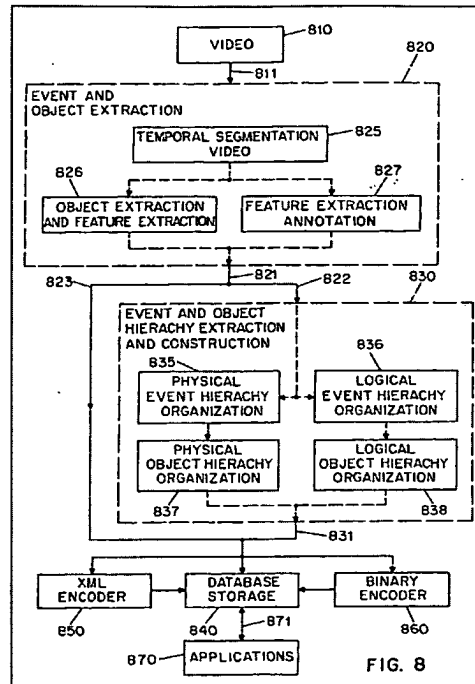 810
VIDEO
811
820
EVENT AND
OBJECT EXTRACTION
TEMPORAL SEGMENTATION
VIDEO
825
826
827
OBJECT EXTRACTION
AND FEATURE EXTRACTION
FEATURE EXTRACTION
ANNOTATION
823
821
822
830
EVENT AND OBJECT
HIERACHY EXTRACTION
AND CONSTRUCTION
835
836
PHYSICAL
EVENT HIERACHY
ORGANIZATION
LOGICAL
EVENT HIERACHY
ORGANIZATION
PHYSICAL
OBJECT HIERACHY
ORGANIZATION
LOGICAL
OBJECT HIERACHY
ORGANIZATION
837
838
831
XML
ENCODER
DATABASE
STORAGE
BINARY
ENCODER
850
840
871
860
870
APPLICATIONS
FIG. 8